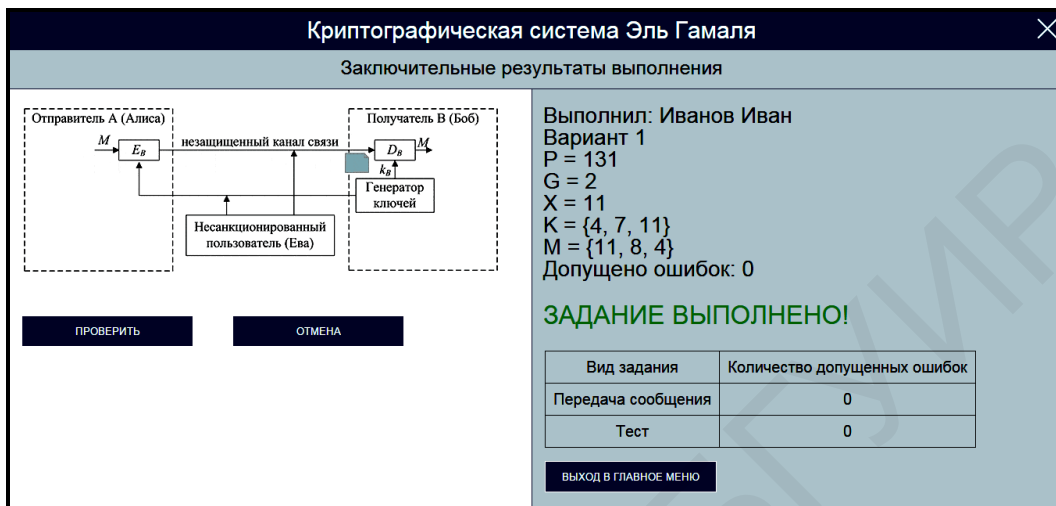 Криптографическая система Эль Гамаля
Заключительные результаты выполнения
Отправитель А (Алиса)
Получатель В (Боб)
M
E_B
незащищенный канал связи
D_B
M
k_B
Генератор
ключей
Несанкционированный
пользователь (Ева)
ПРОВЕРИТЬ
ОТМЕНА
Выполнил: Иванов Иван
Вариант 1
P = 131
G = 2
X = 11
K = {4, 7, 11}
M = {11, 8, 4}
Допущено ошибок: 0
ЗАДАНИЕ ВЫПОЛНЕНО!
Вид задания
Количество допущенных ошибок
Передача сообщения
0
Тест
0
ВЫХОД В ГЛАВНОЕ МЕНЮ
ГУИР